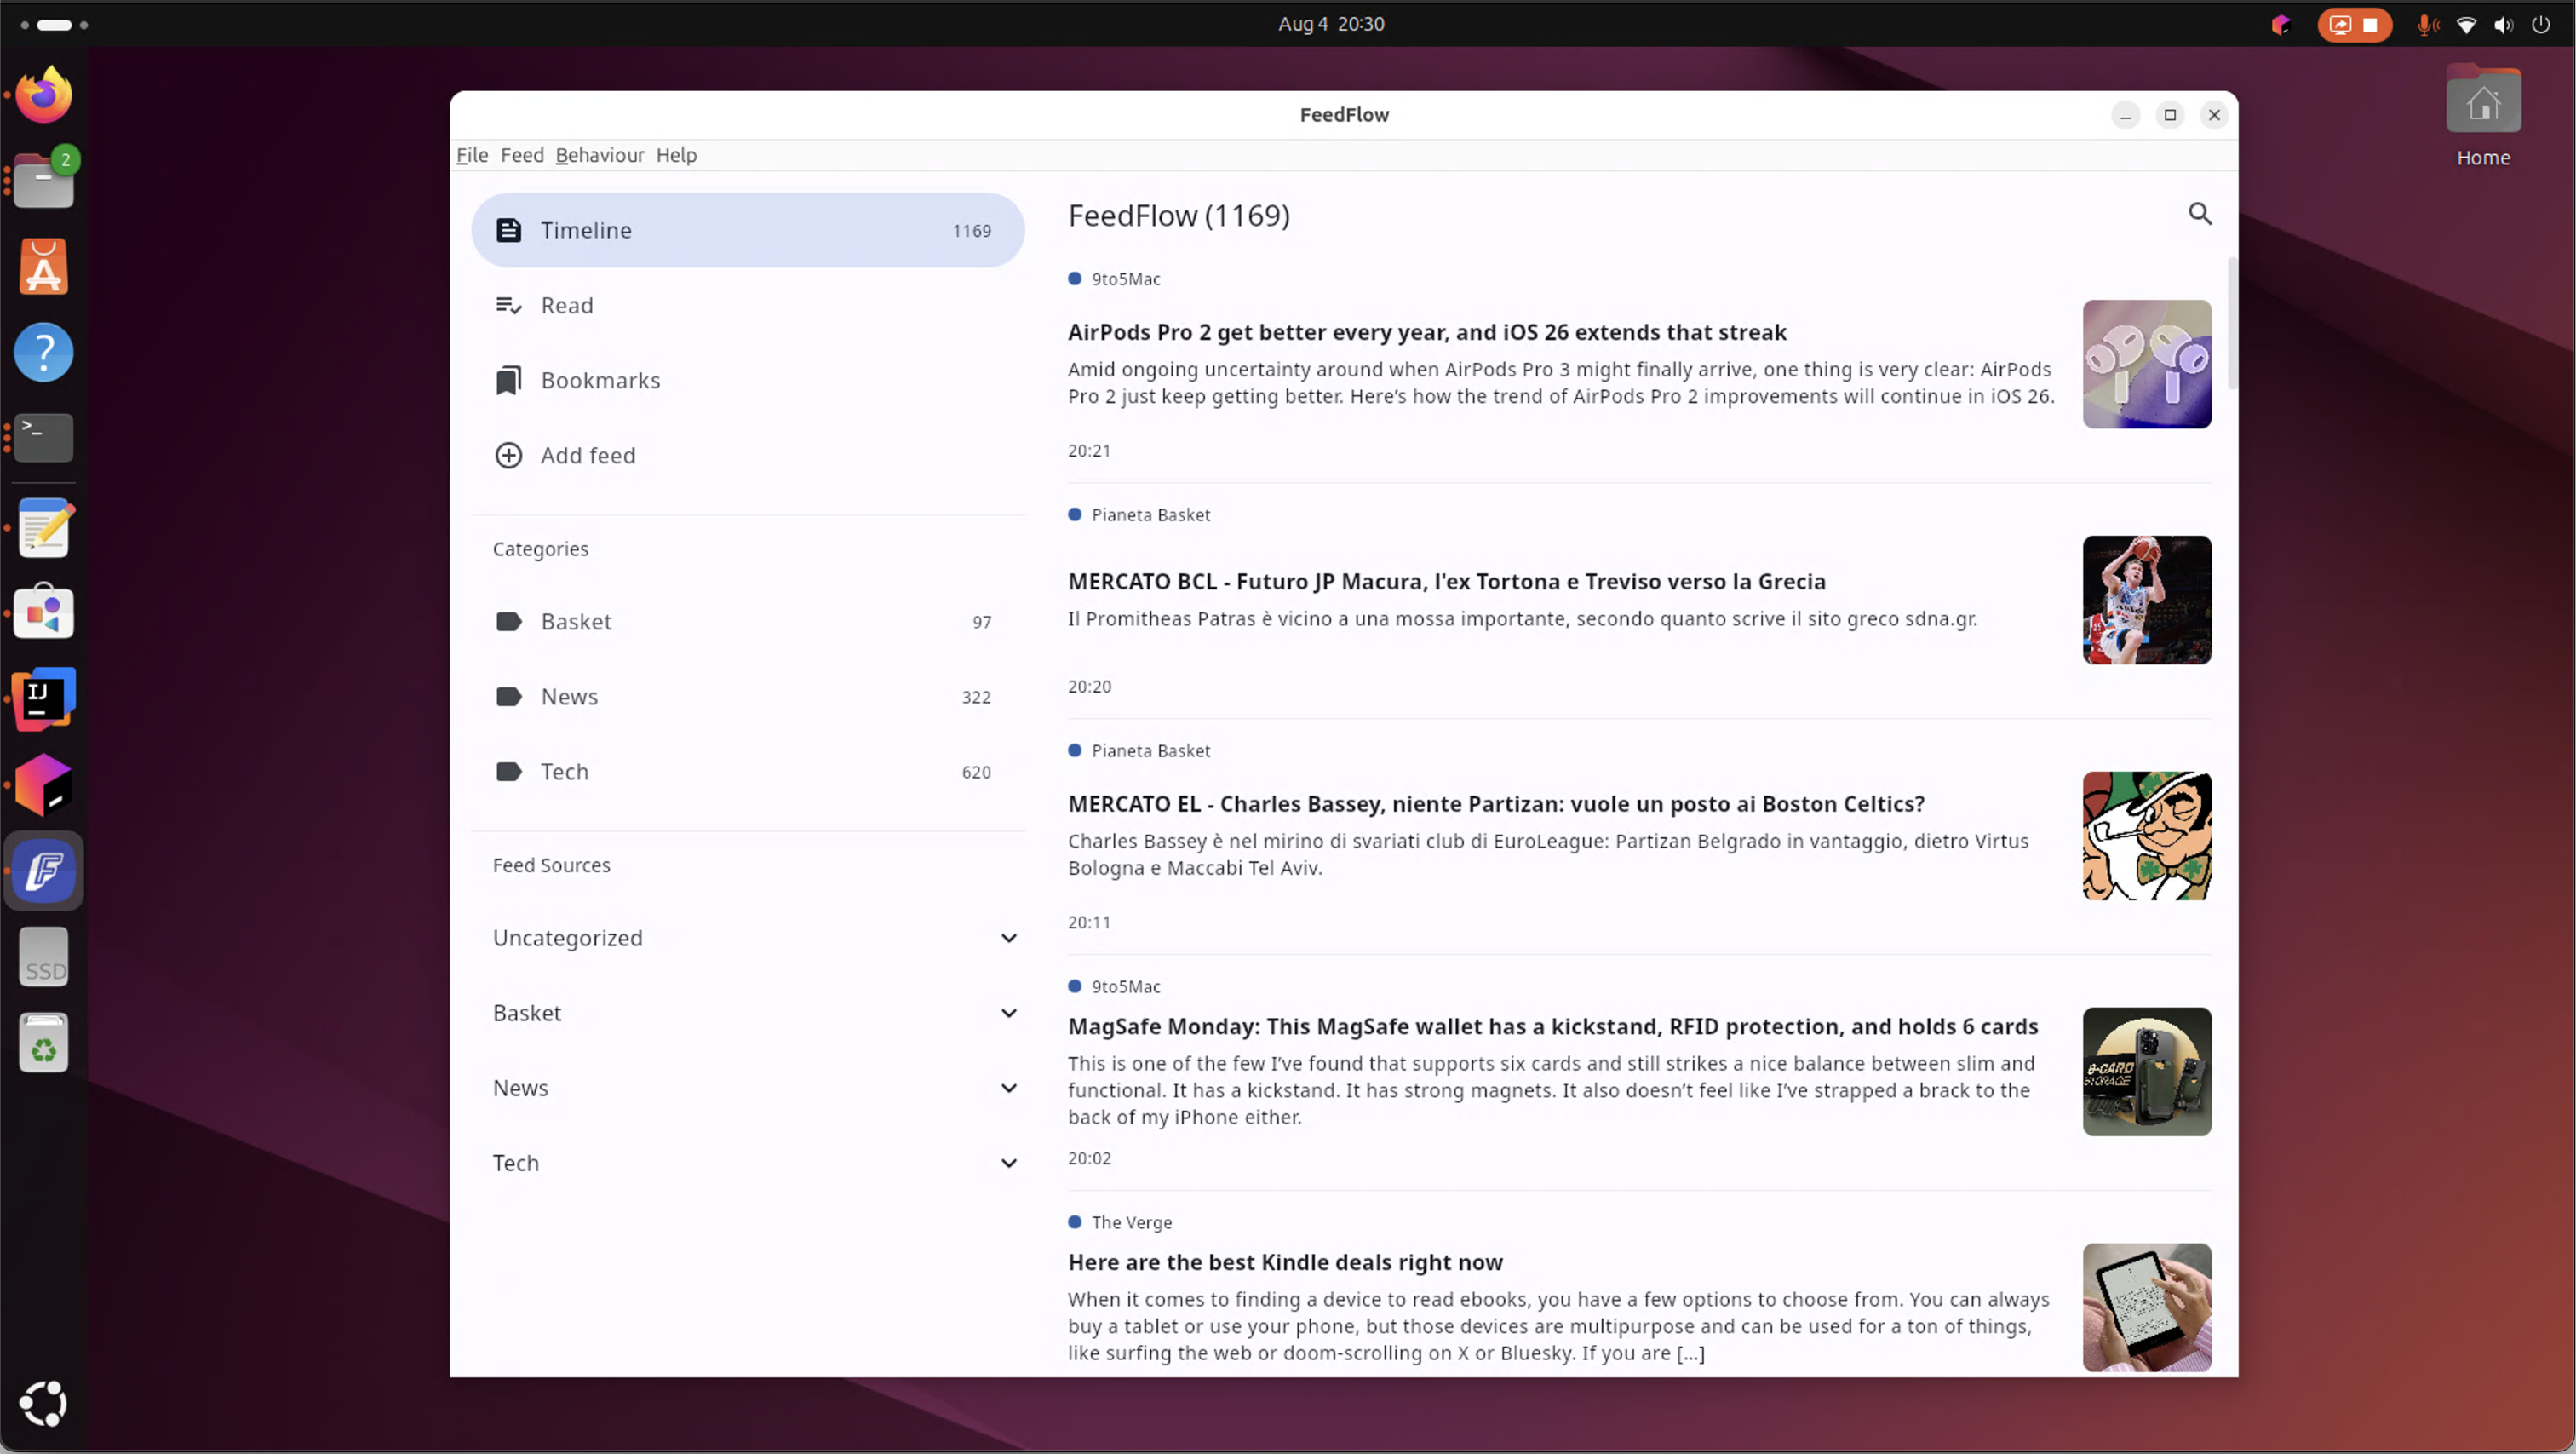 Aug 4 20:30
Home
2
>_
?
IJ
SSD
FeedFlow
File Feed Behaviour Help
Timeline 1169
Read
Bookmarks
Add feed
Categories
Basket 97
News 322
Tech 620
Feed Sources
Uncategorized
Basket
News
Tech
FeedFlow (1169)
9to5Mac
AirPods Pro 2 get better every year, and iOS 26 extends that streak
Amid ongoing uncertainty around when AirPods Pro 3 might finally arrive, one thing is very clear: AirPods
Pro 2 just keep getting better. Here’s how the trend of AirPods Pro 2 improvements will continue in iOS 26.
20:21
Pianeta Basket
MERCATO BCL - Futuro JP Macura, l'ex Tortona e Treviso verso la Grecia
Il Promitheas Patras è vicino a una mossa importante, secondo quanto scrive il sito greco sdna.gr.
20:20
Pianeta Basket
MERCATO EL - Charles Bassey, niente Partizan: vuole un posto ai Boston Celtics?
Charles Bassey è nel mirino di svariati club di EuroLeague: Partizan Belgrado in vantaggio, dietro Virtus
Bologna e Maccabi Tel Aviv.
20:11
9to5Mac
MagSafe Monday: This MagSafe wallet has a kickstand, RFID protection, and holds 6 cards
This is one of the few I’ve found that supports six cards and still strikes a nice balance between slim and
functional. It has a kickstand. It has strong magnets. It also doesn’t feel like I’ve strapped a brack to the
back of my iPhone either.
6-CARD
STORAGE
20:02
The Verge
Here are the best Kindle deals right now
When it comes to finding a device to read ebooks, you have a few options to choose from. You can always
buy a tablet or use your phone, but those devices are multipurpose and can be used for a ton of things,
like surfing the web or doom-scrolling on X or Bluesky. If you are [...]